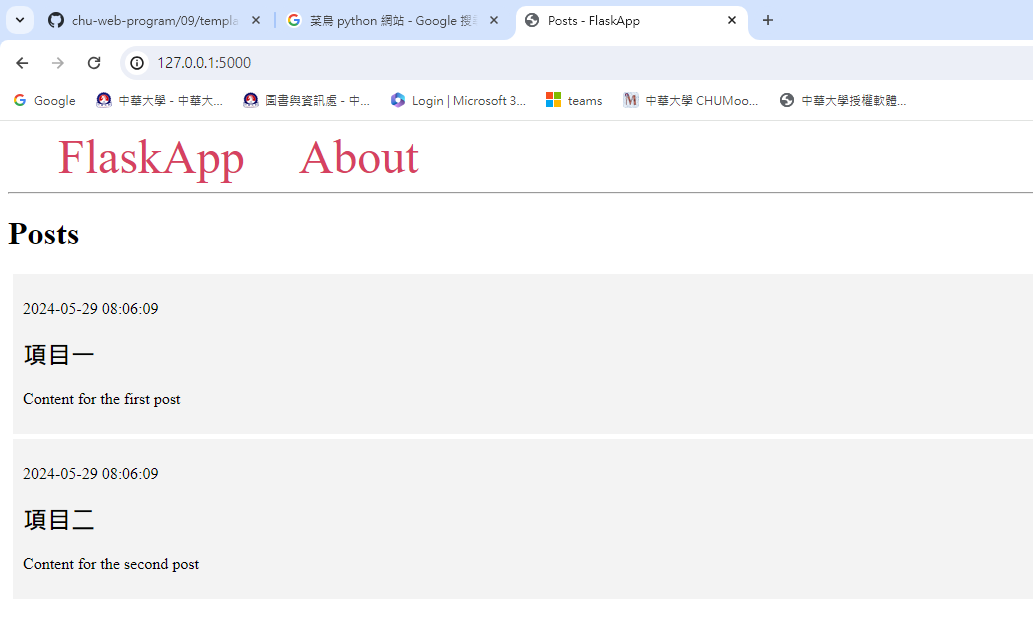 chu-web-program/09/templa
菜鳥 python 網站 - Google 搜尋
Posts - FlaskApp
127.0.0.1:5000
Google
中華大學 - 中華大...
圖書與資訊處 - 中...
Login | Microsoft 3...
teams
中華大學 CHUMoo...
中華大學授權軟體...
FlaskApp About
Posts
2024-05-29 08:06:09
項目一
Content for the first post
2024-05-29 08:06:09
項目二
Content for the second post